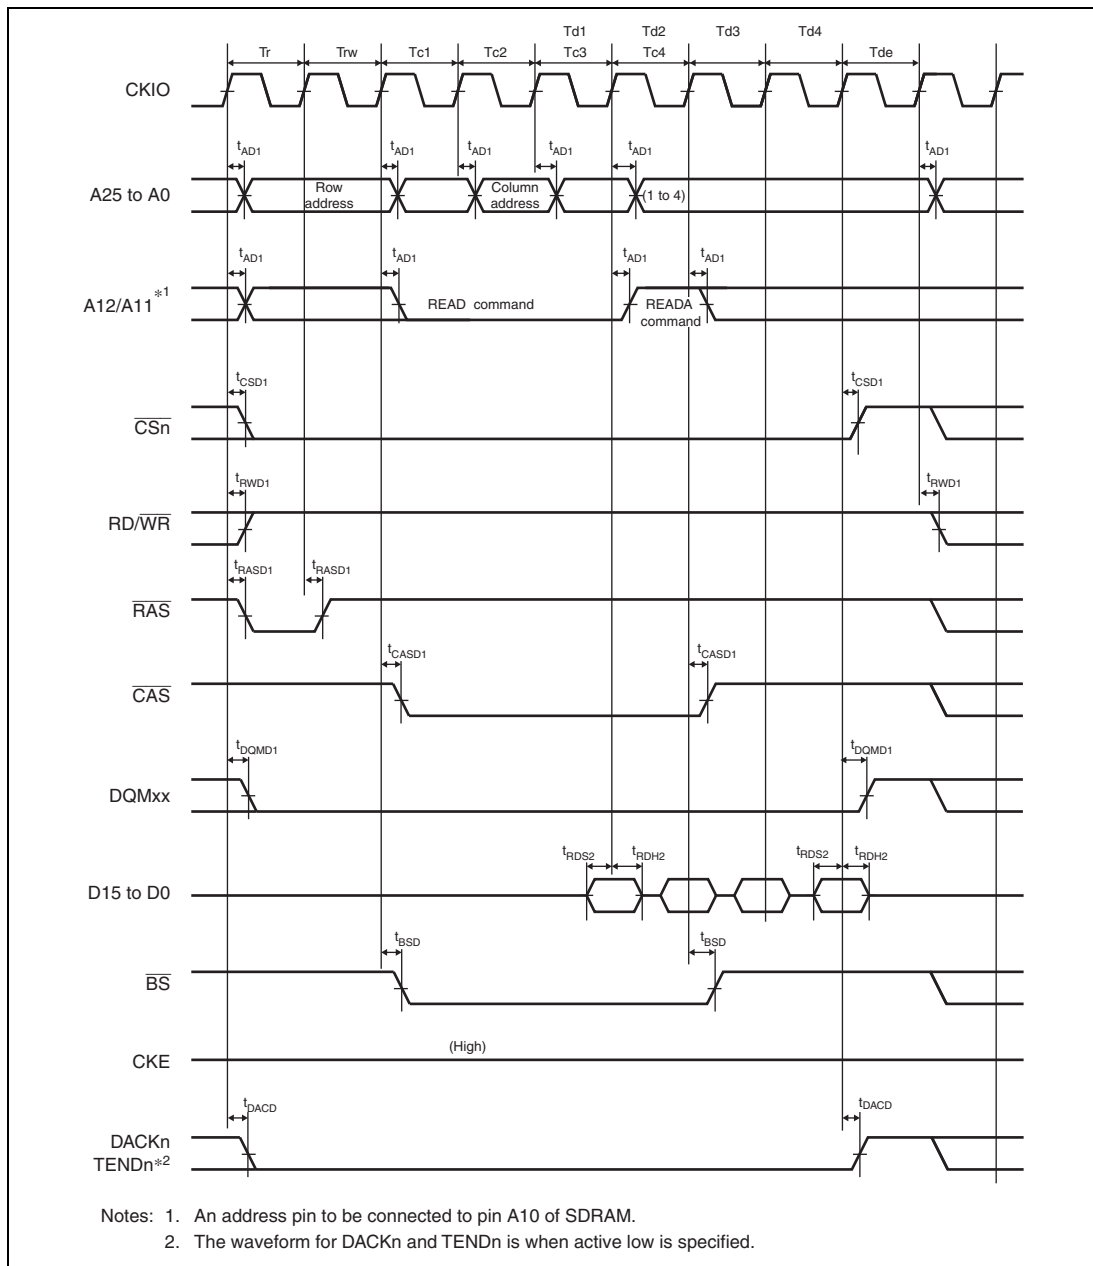 Td1 Td2 Td3 Td4
Tr Trw Tc1 Tc2 Tc3 Tc4 Tde
CKIO
tAD1 tAD1 tAD1 tAD1 tAD1 tAD1
A25 to A0
Row address
Column address
(1 to 4)
tAD1 tAD1 tAD1 tAD1
A12/A11*1
READ command
READA command
tCSD1 tCSD1
CSn
tRWD1 tRWD1
RD/WR
tRASD1 tRASD1
RAS
tCASD1 tCASD1
CAS
tDQMD1 tDQMD1
DQMxx
tRDS2 tRDH2 tRDS2 tRDH2
D15 to D0
tBSD tBSD
BS
(High)
CKE
tDACD tDACD
DACKn
TENDn*2
Notes: 1. An address pin to be connected to pin A10 of SDRAM.
2. The waveform for DACKn and TENDn is when active low is specified.